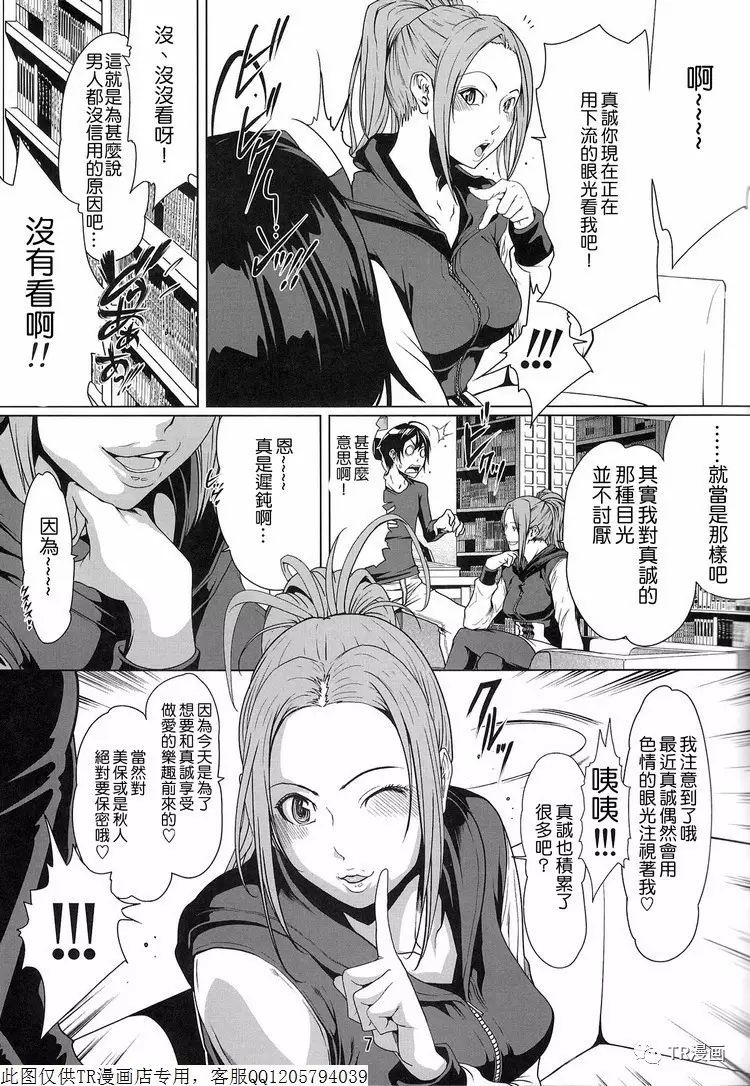 啊
~~~~
真誠你現在正在
用下流的眼光看我吧！
!!!
沒、沒沒看呀！
這就是為甚麼說
男人都沒信用的原因吧…
沒有看啊!!
………
就當是那樣吧
其實我對真誠的
那種目光
並不討厭
甚甚麼
意思啊！
恩~~~~
真是遲鈍啊…
因為~~~~
我注意到了哦
最近真誠偶然會用
色情的眼光注視著我♡
咦咦!!!
真誠也積累了
很多吧？
因為今天是為了
想要和真誠享受
做愛的樂趣前來的♡
當然對
美保或是秋人
絕對要保密哦♡
!!!
7
TR漫画
此图仅供TR漫画店专用，客服QQ1205794039